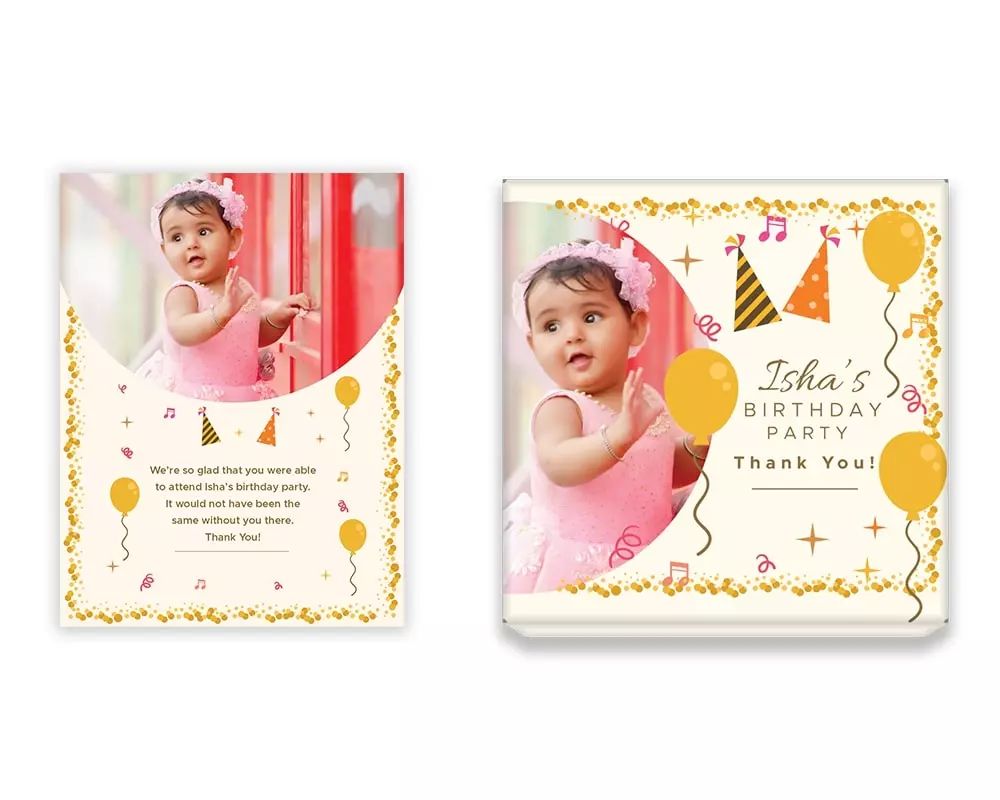 We're so glad that you were able
to attend Isha's birthday party.
It would not have been the
same without you there.
Thank You!
Isha's
BIRTHDAY
PARTY
Thank You!